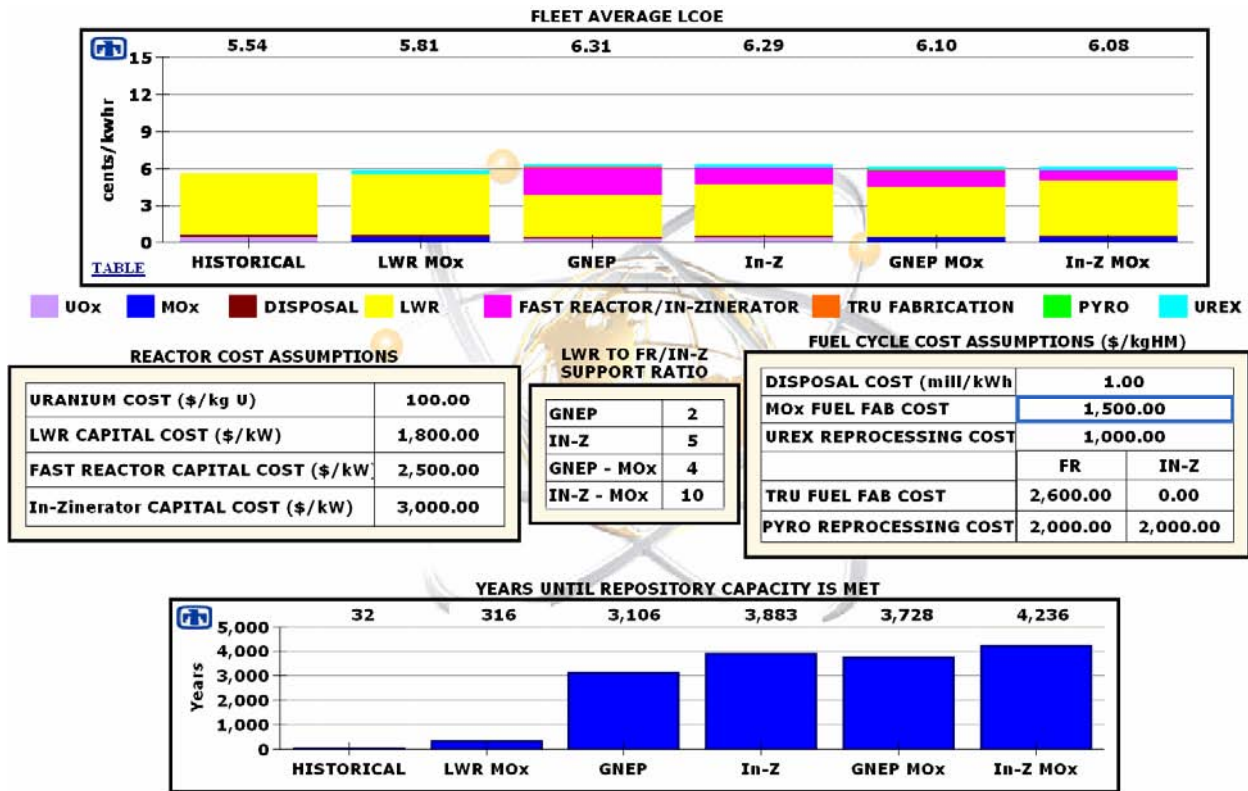 FLEET AVERAGE LCOE
5.54 5.81 6.31 6.29 6.10 6.08
15
12
9
6
3
0
cents/kwhr
TABLE
HISTORICAL LWR MOx GNEP In-Z GNEP MOx In-Z MOx
UOx MOx DISPOSAL LWR FAST REACTOR/IN-ZINERATOR TRU FABRICATION PYRO UREX
REACTOR COST ASSUMPTIONS
URANIUM COST ($/kg U) 100.00
LWR CAPITAL COST ($/kW) 1,800.00
FAST REACTOR CAPITAL COST ($/kW) 2,500.00
In-Zinerator CAPITAL COST ($/kW) 3,000.00
LWR TO FR/IN-Z
SUPPORT RATIO
GNEP 2
IN-Z 5
GNEP - MOx 4
IN-Z - MOx 10
FUEL CYCLE COST ASSUMPTIONS ($/kgHM)
DISPOSAL COST (mill/kWh 1.00
MOx FUEL FAB COST 1,500.00
UREX REPROCESSING COST 1,000.00
FR IN-Z
TRU FUEL FAB COST 2,600.00 0.00
PYRO REPROCESSING COST 2,000.00 2,000.00
YEARS UNTIL REPOSITORY CAPACITY IS MET
32 316 3,106 3,883 3,728 4,236
5,000
4,000
3,000
2,000
1,000
0
Years
HISTORICAL LWR MOx GNEP In-Z GNEP MOx In-Z MOx